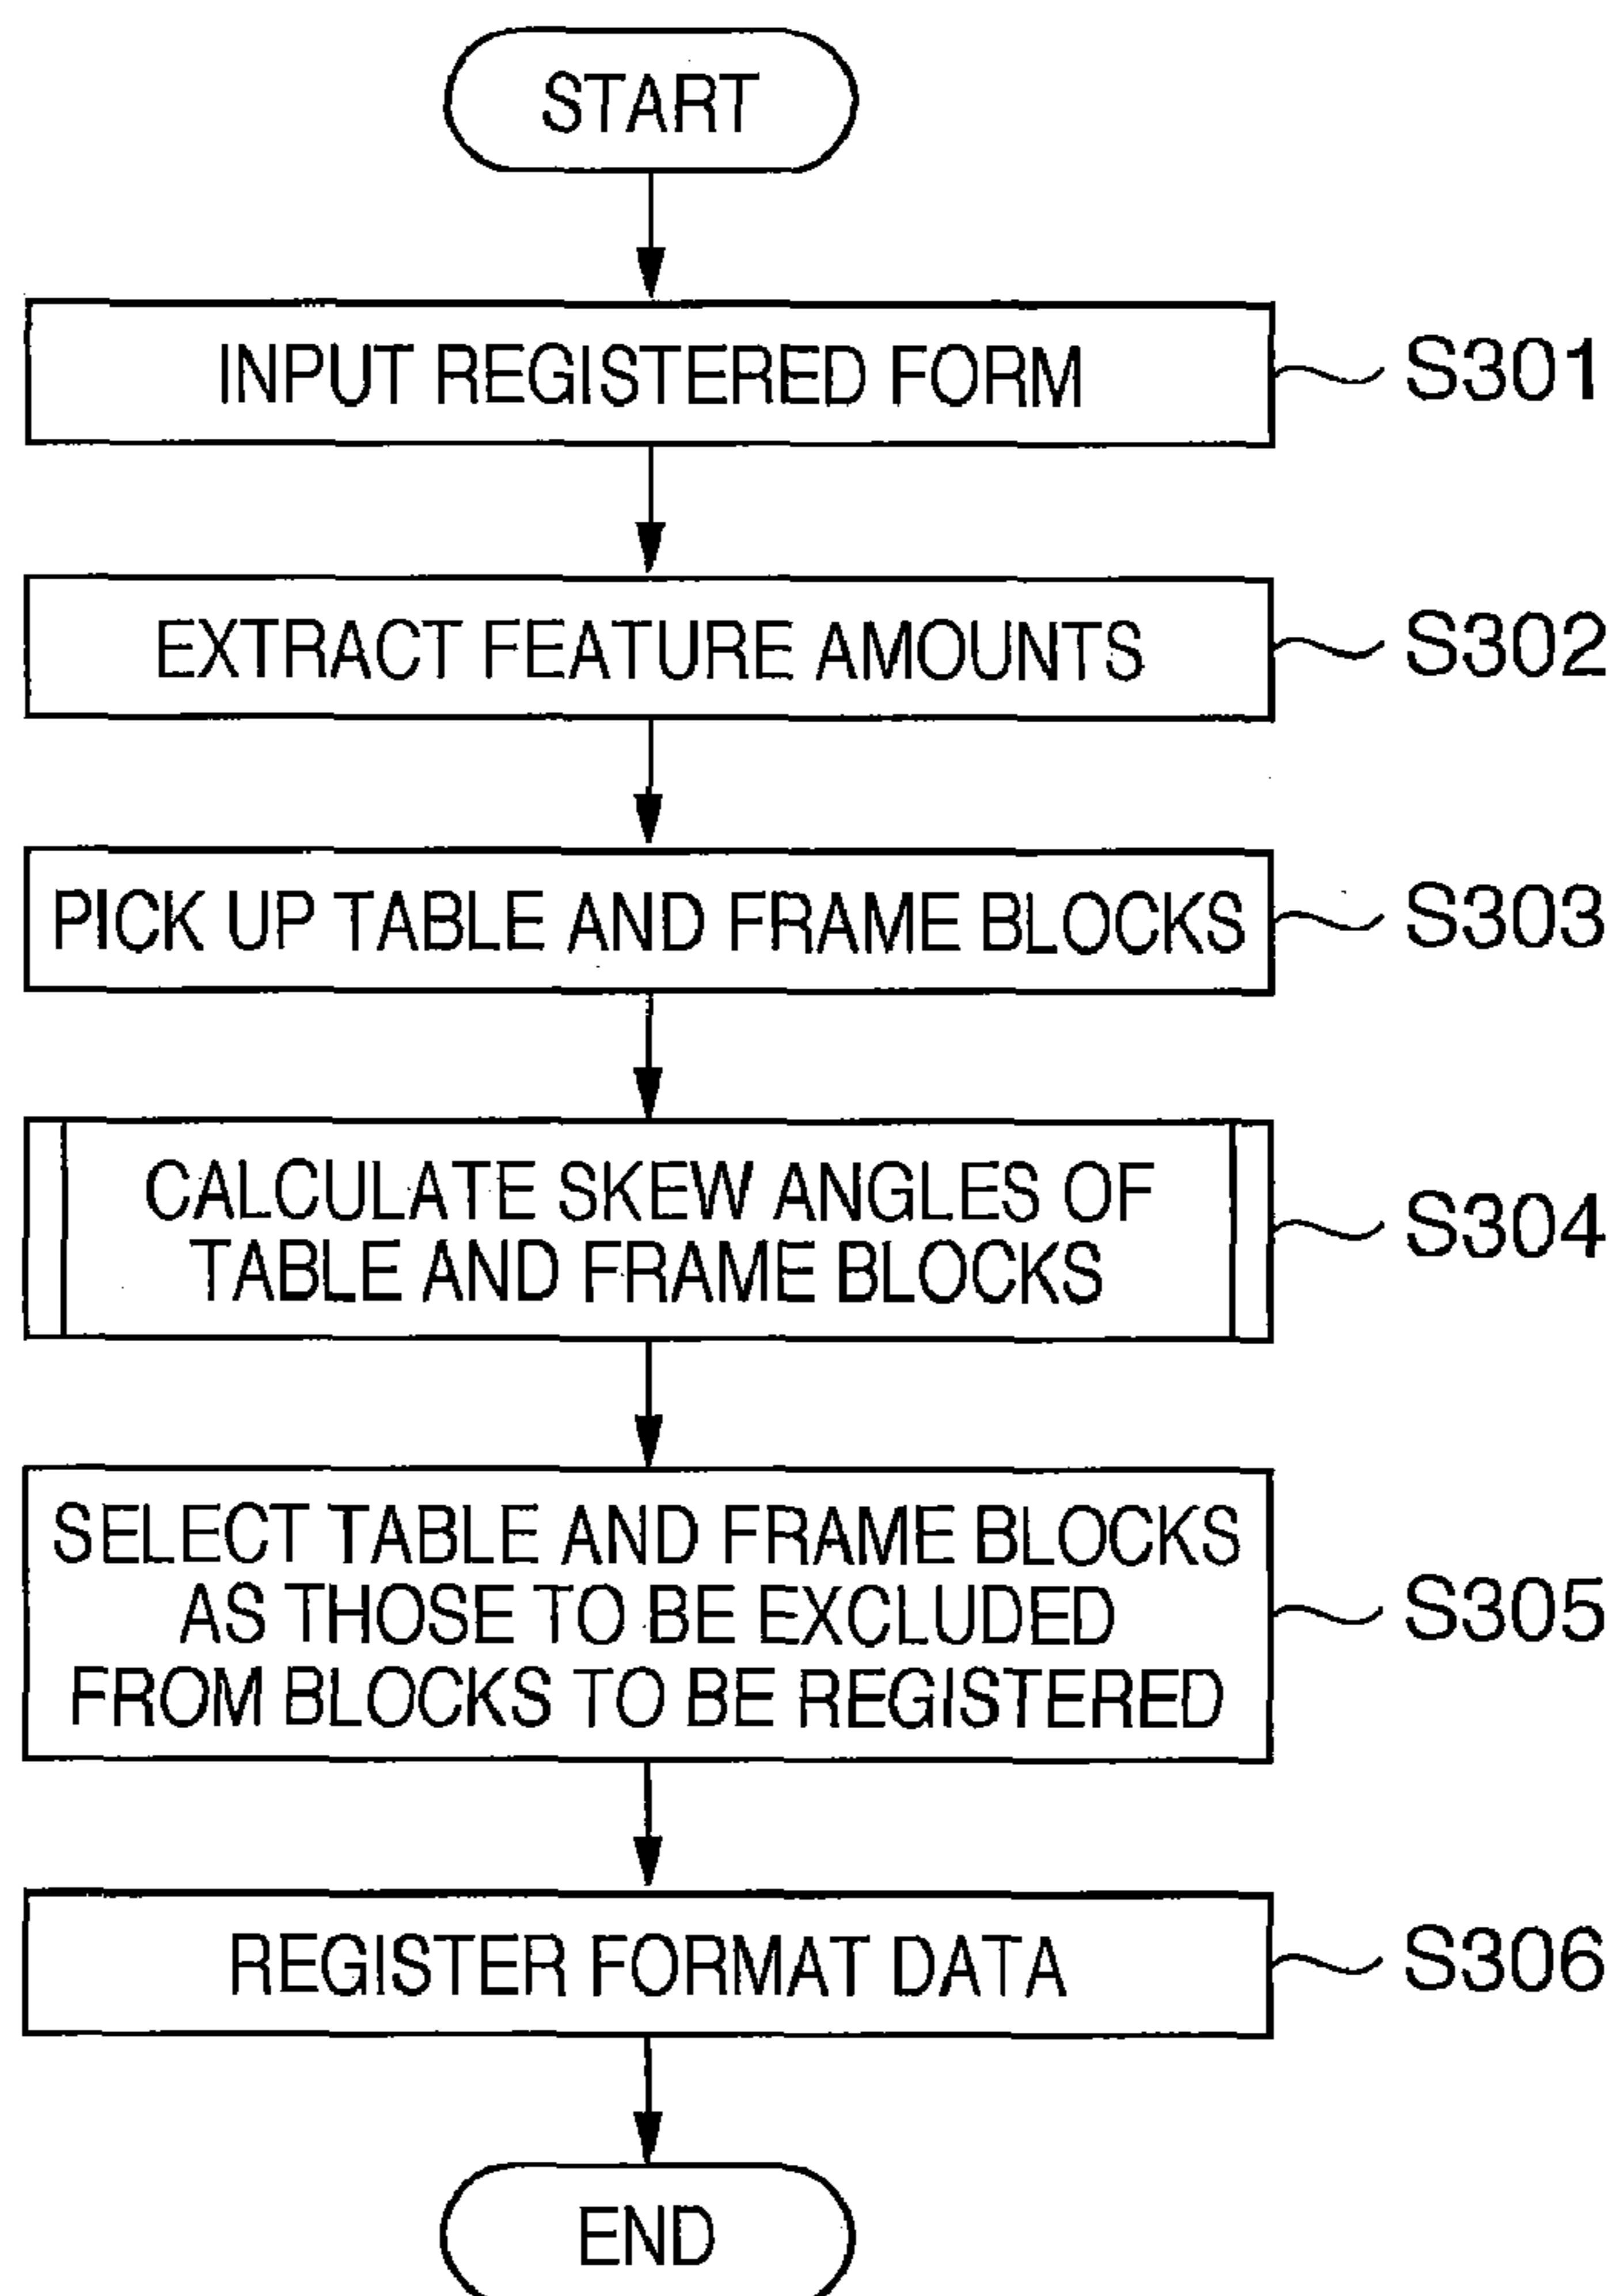 START
INPUT REGISTERED FORM
S301
EXTRACT FEATURE AMOUNTS
S302
PICK UP TABLE AND FRAME BLOCKS
S303
CALCULATE SKEW ANGLES OF
TABLE AND FRAME BLOCKS
S304
SELECT TABLE AND FRAME BLOCKS
AS THOSE TO BE EXCLUDED
FROM BLOCKS TO BE REGISTERED
S305
REGISTER FORMAT DATA
S306
END